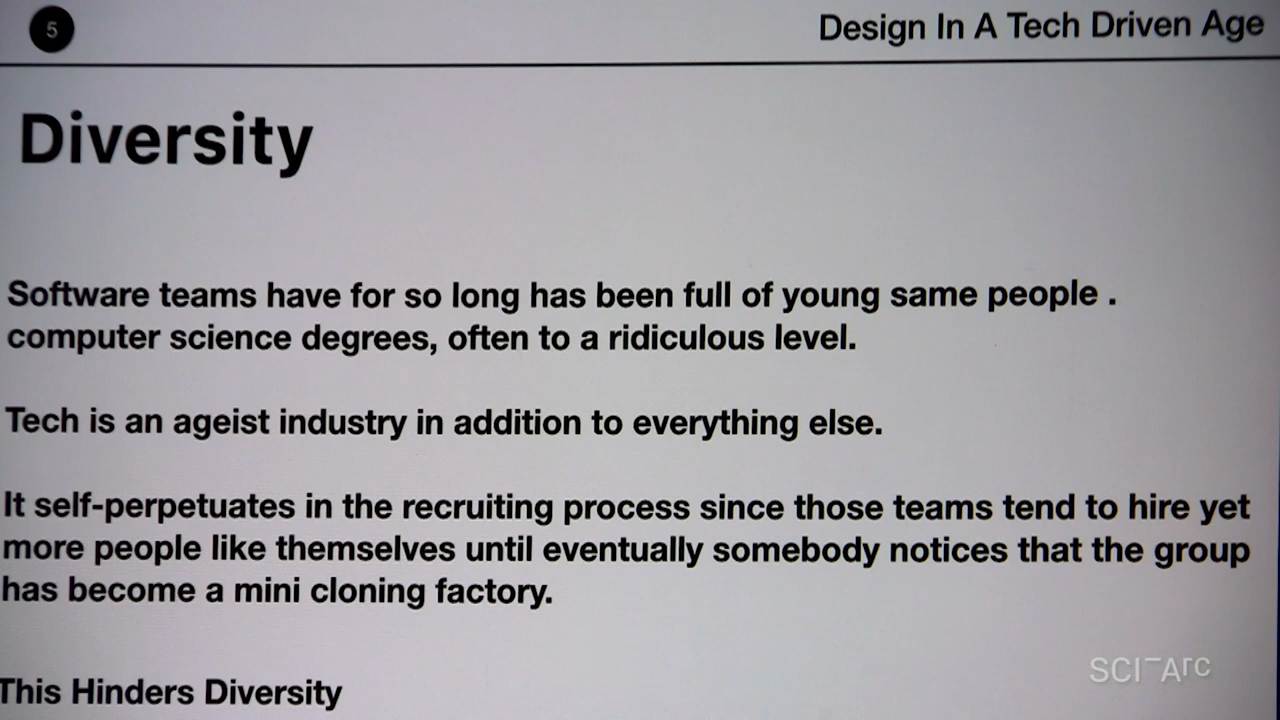 5
Design In A Tech Driven Age
Diversity
Software teams have for so long has been full of young same people .
computer science degrees, often to a ridiculous level.
Tech is an ageist industry in addition to everything else.
It self-perpetuates in the recruiting process since those teams tend to hire yet
more people like themselves until eventually somebody notices that the group
has become a mini cloning factory.
This Hinders Diversity
SCI-Arc